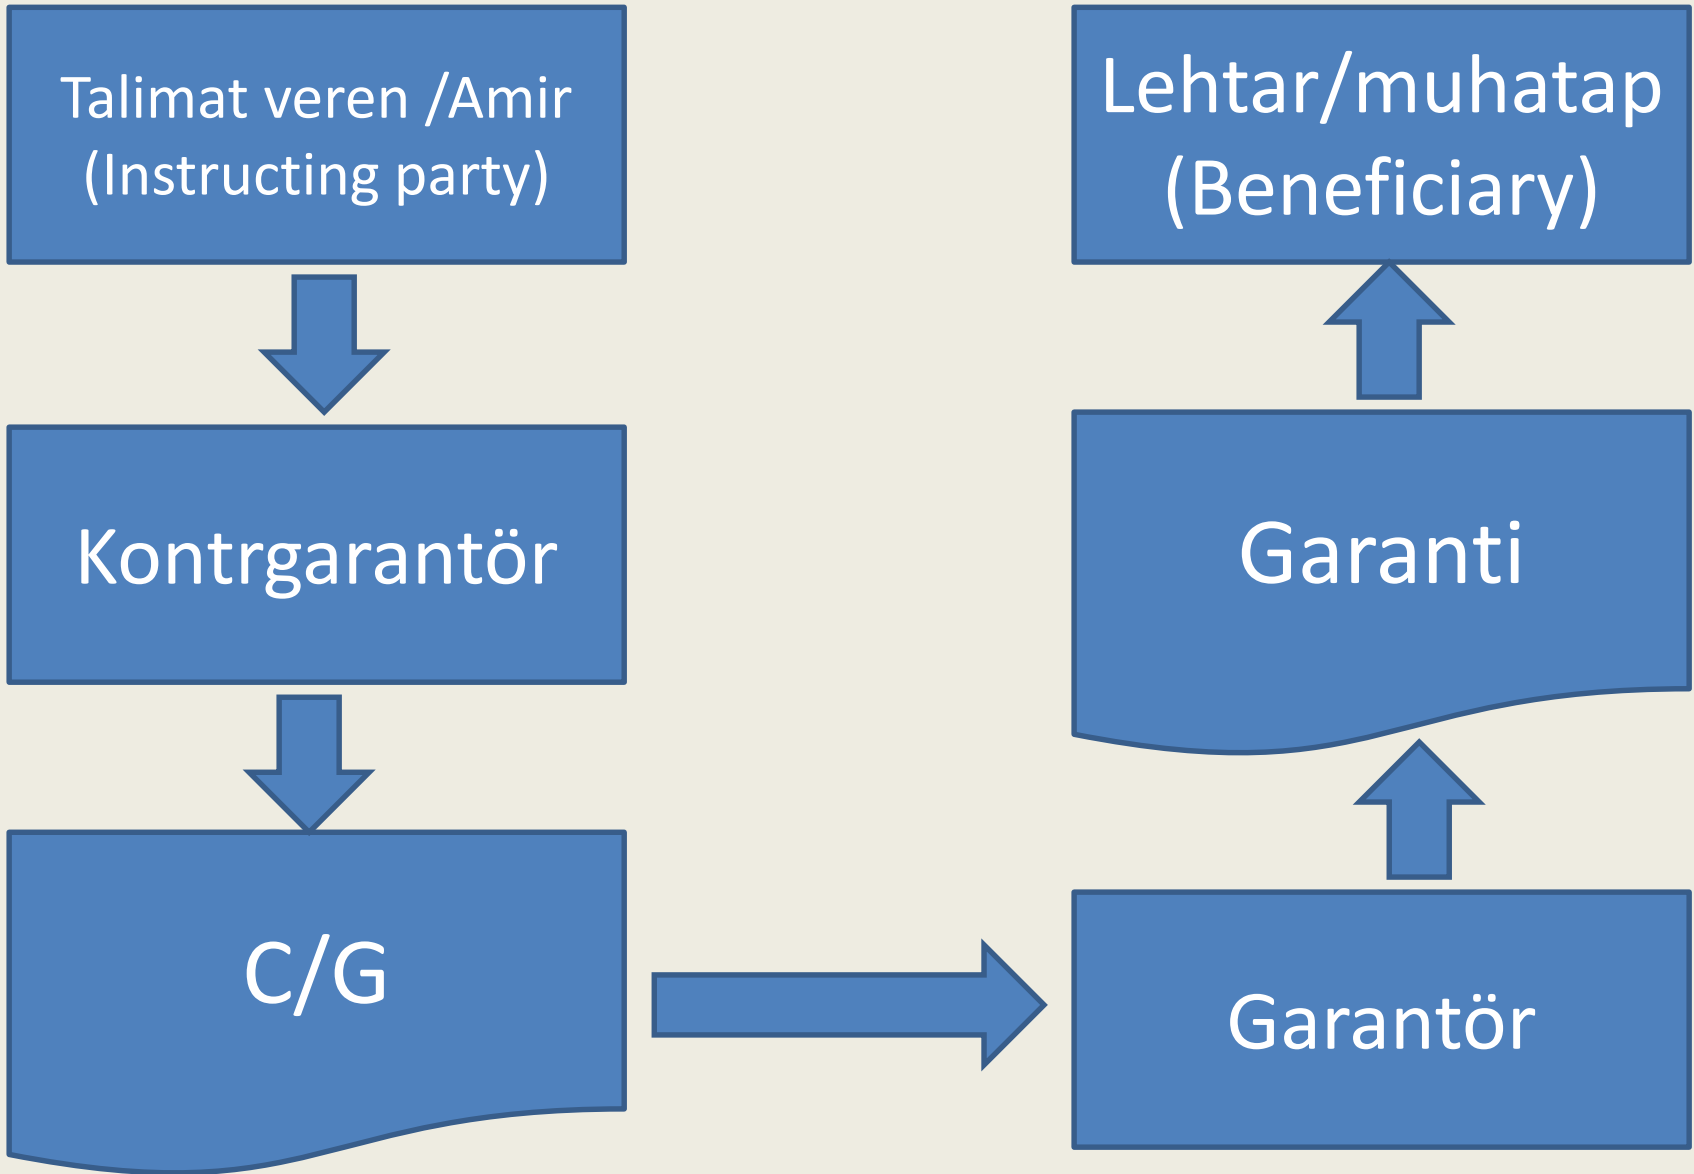 Talimat veren /Amir
(Instructing party)
Kontrgarantör
C/G
Garantör
Garanti
Lehtar/muhatap
(Beneficiary)